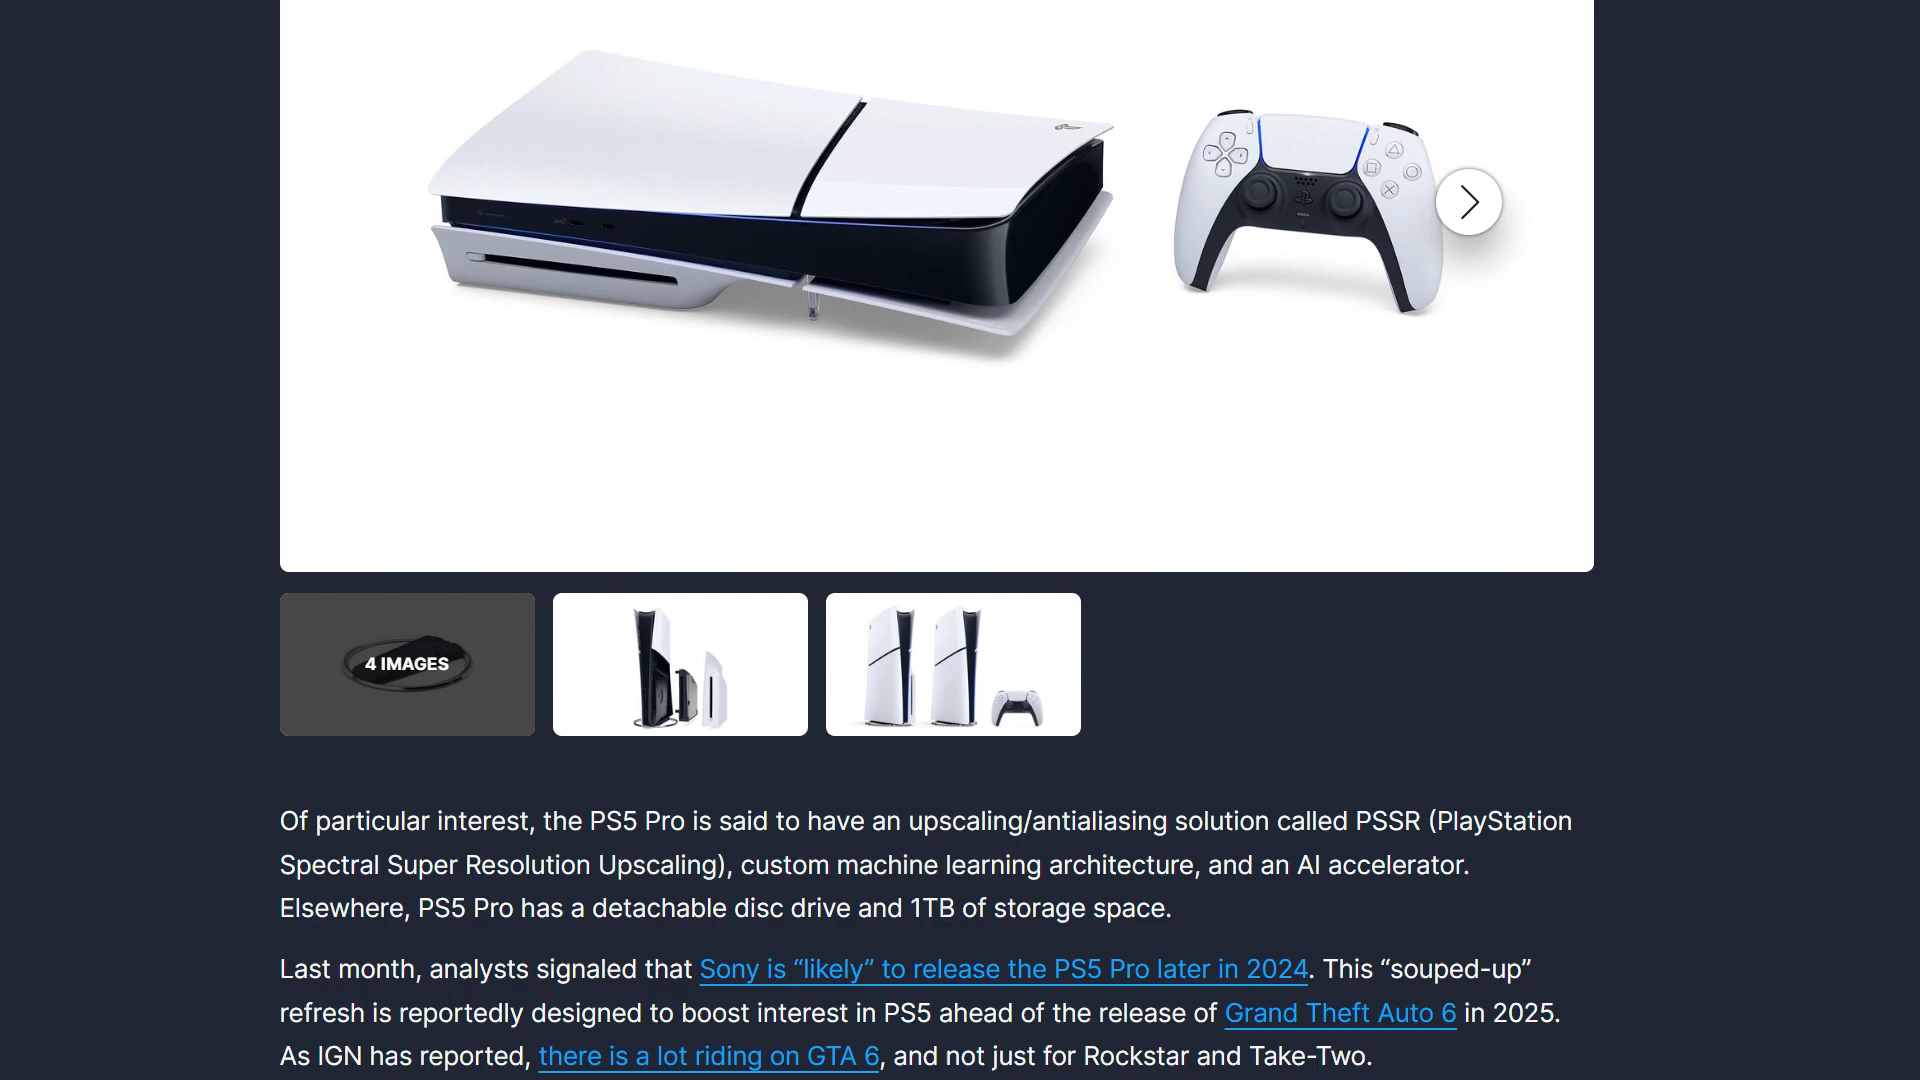 4 IMAGES
Of particular interest, the PS5 Pro is said to have an upscaling/antialiasing solution called PSSR (PlayStation
Spectral Super Resolution Upscaling), custom machine learning architecture, and an AI accelerator.
Elsewhere, PS5 Pro has a detachable disc drive and 1TB of storage space.
Last month, analysts signaled that Sony is “likely” to release the PS5 Pro later in 2024. This “souped-up”
refresh is reportedly designed to boost interest in PS5 ahead of the release of Grand Theft Auto 6 in 2025.
As IGN has reported, there is a lot riding on GTA 6, and not just for Rockstar and Take-Two.